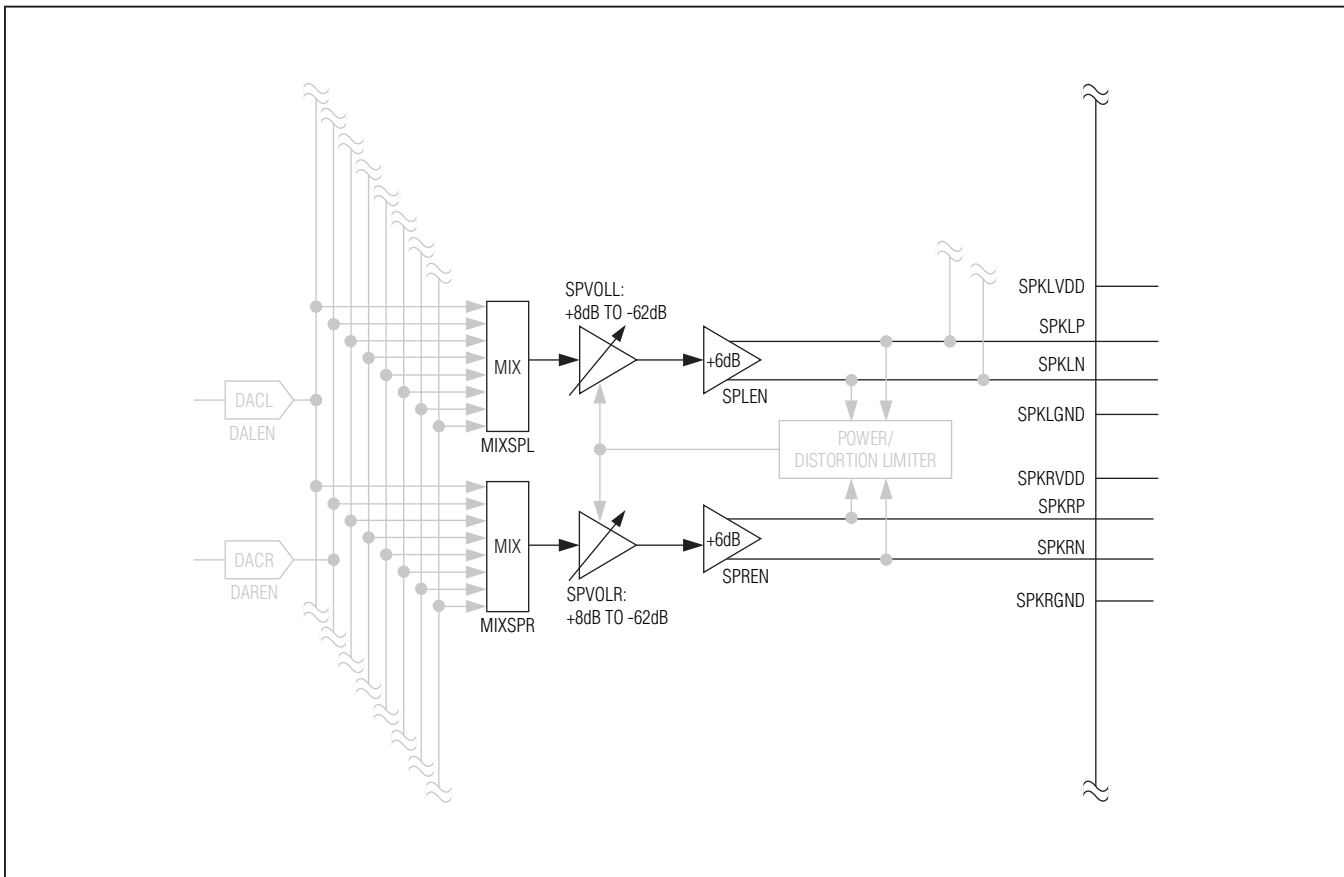 SPVOLL:
+8dB TO -62dB
SPKLVDD
SPKLP
MIX
+6dB
SPKLN
SPLEN
DACL
DALEN
SPKLGND
MIXSPL
POWER/
DISTORTION LIMITER
SPKRVDD
SPKRP
MIX
+6dB
SPKRN
DACR
DAREN
SPREN
SPVOLR:
+8dB TO -62dB
SPKRGND
MIXSPR